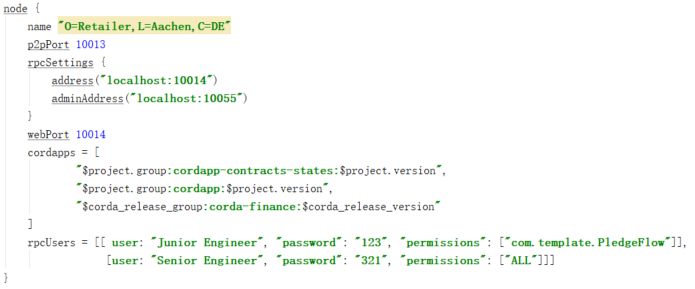 node {
    name "O=Retailer,L=Aachen,C=DE"
    p2pPort 10013
    rpcSettings {
        address("localhost:10014")
        adminAddress("localhost:10055")
    }
    webPort 10014
    cordapps = [
            "$project.group:cordapp-contracts-states:$project.version",
            "$project.group:cordapp:$project.version",
            "$corda_release_group:corda-finance:$corda_release_version"
    ]
    rpcUsers = [[ user: "Junior Engineer", "password": "123", "permissions": ["com.template.PledgeFlow"]],
                [user: "Senior Engineer", "password": "321", "permissions": ["ALL"]]]
}